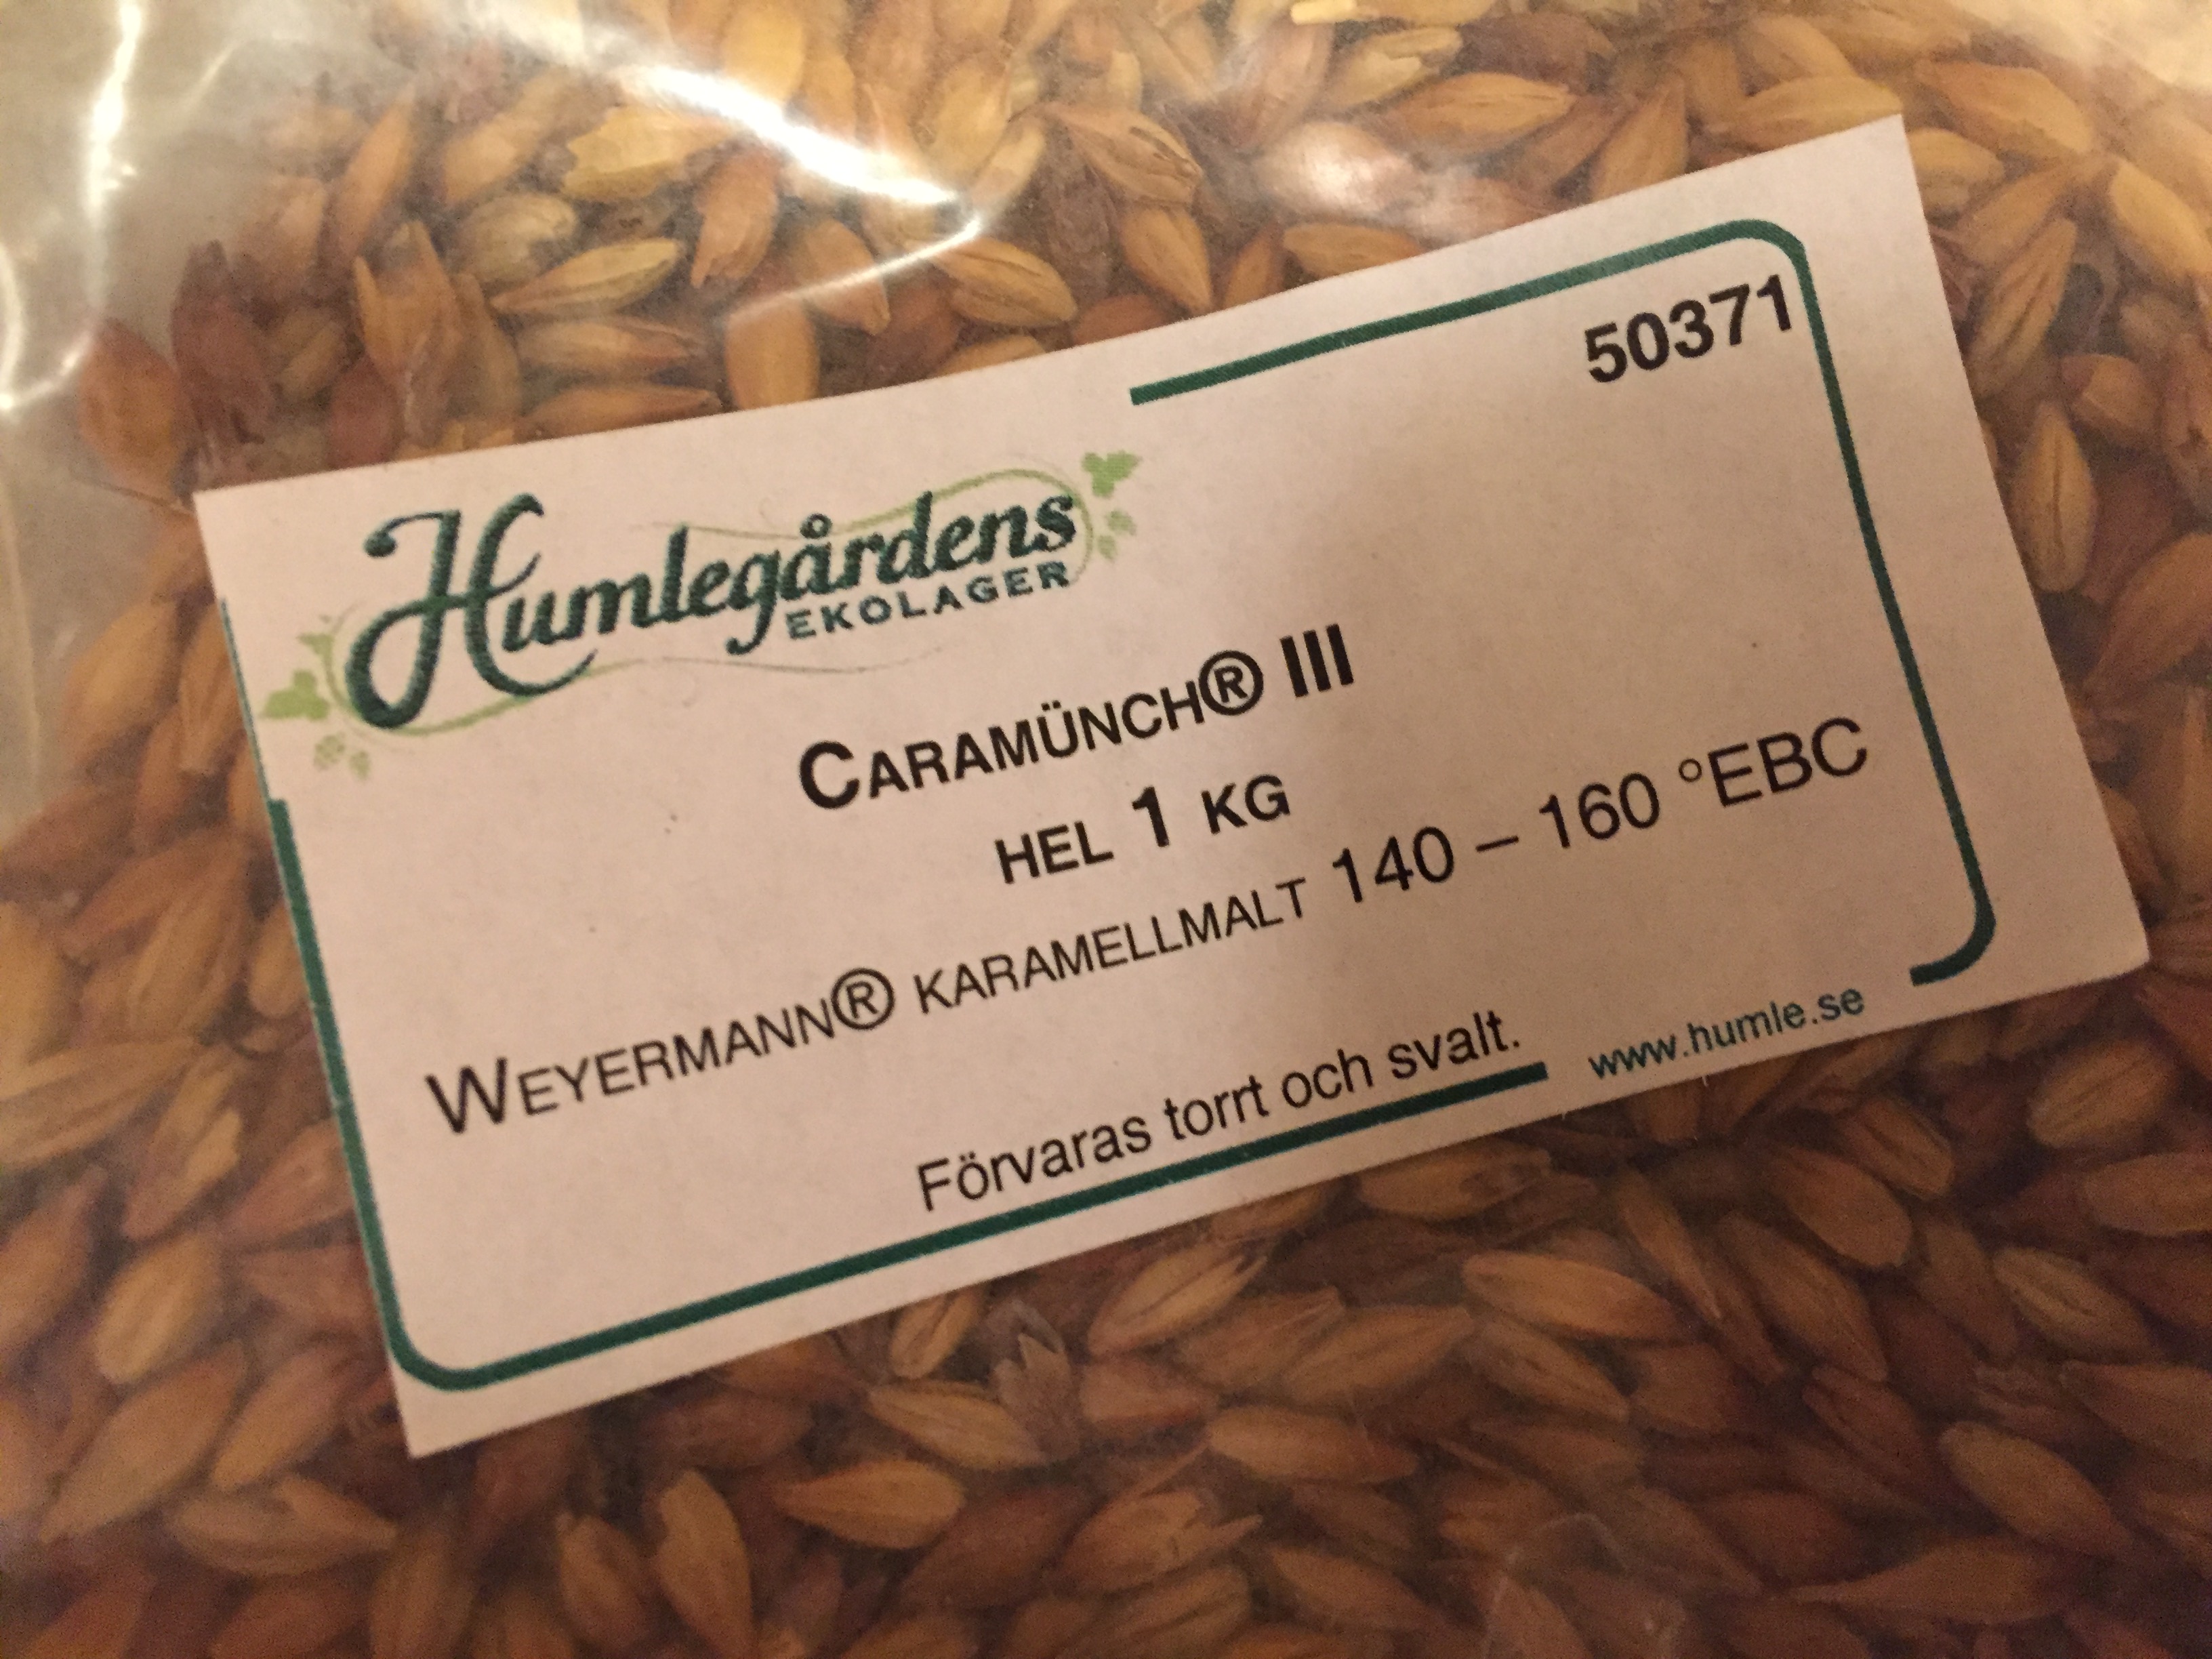 50371
Humlegårdens
EKOLAGER
CARAMÜNCH® III
HEL 1 KG
WEYERMANN® KARAMELLMALT 140 – 160 °EBC
Förvaras torrt och svalt.
www.humle.se